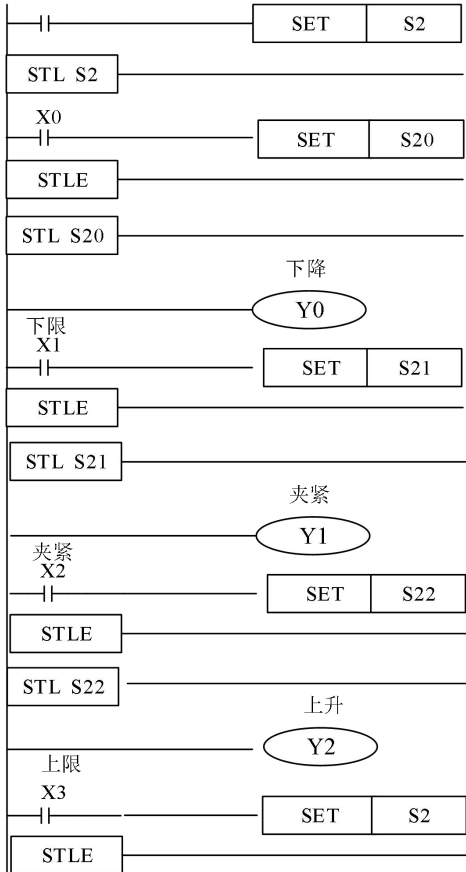 SET S2
STL S2
X0
SET S20
STLE
STL S20
下降
Y0
下限
X1
SET S21
STLE
STL S21
夹紧
Y1
夹紧
X2
SET S22
STLE
STL S22
上升
Y2
上限
X3
SET S2
STLE